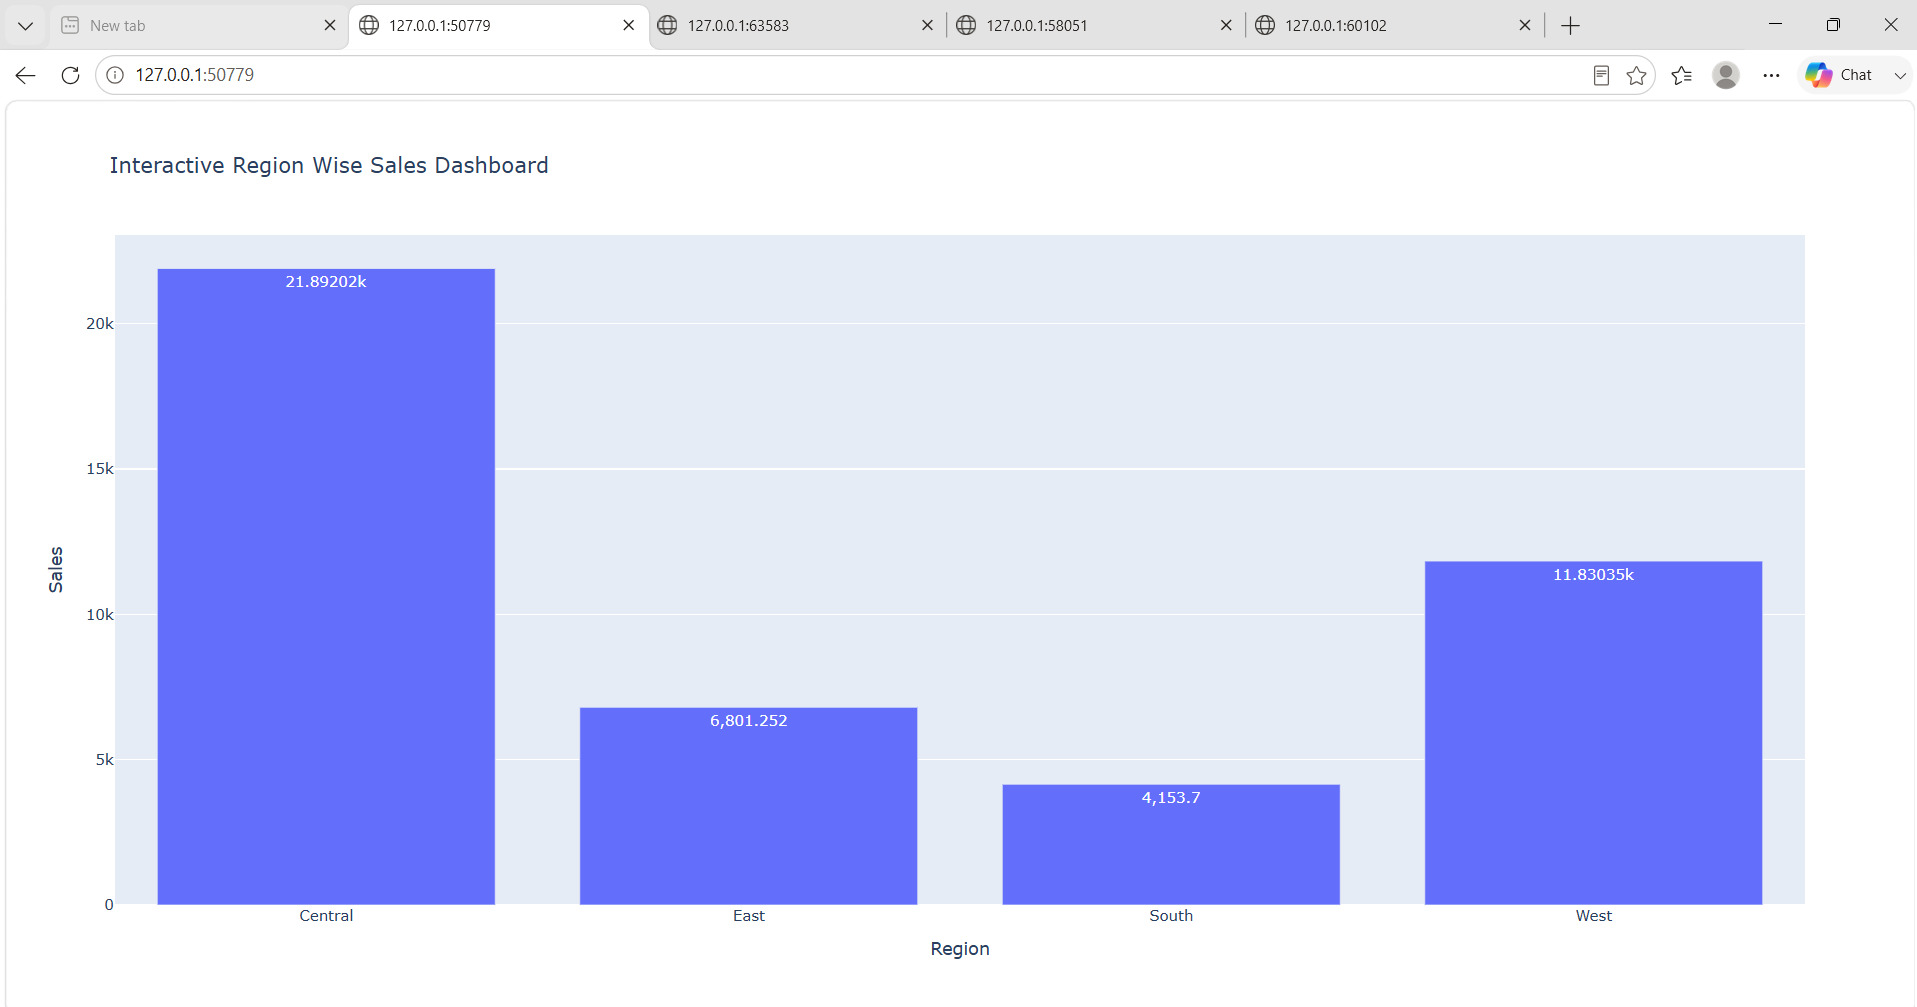 New tab
127.0.0.1:50779
127.0.0.1:63583
127.0.0.1:58051
127.0.0.1:60102
127.0.0.1:50779
Chat
Interactive Region Wise Sales Dashboard
21.89202k
20k
15k
11.83035k
Sales
10k
6,801.252
5k
4,153.7
0
Central
East
South
West
Region